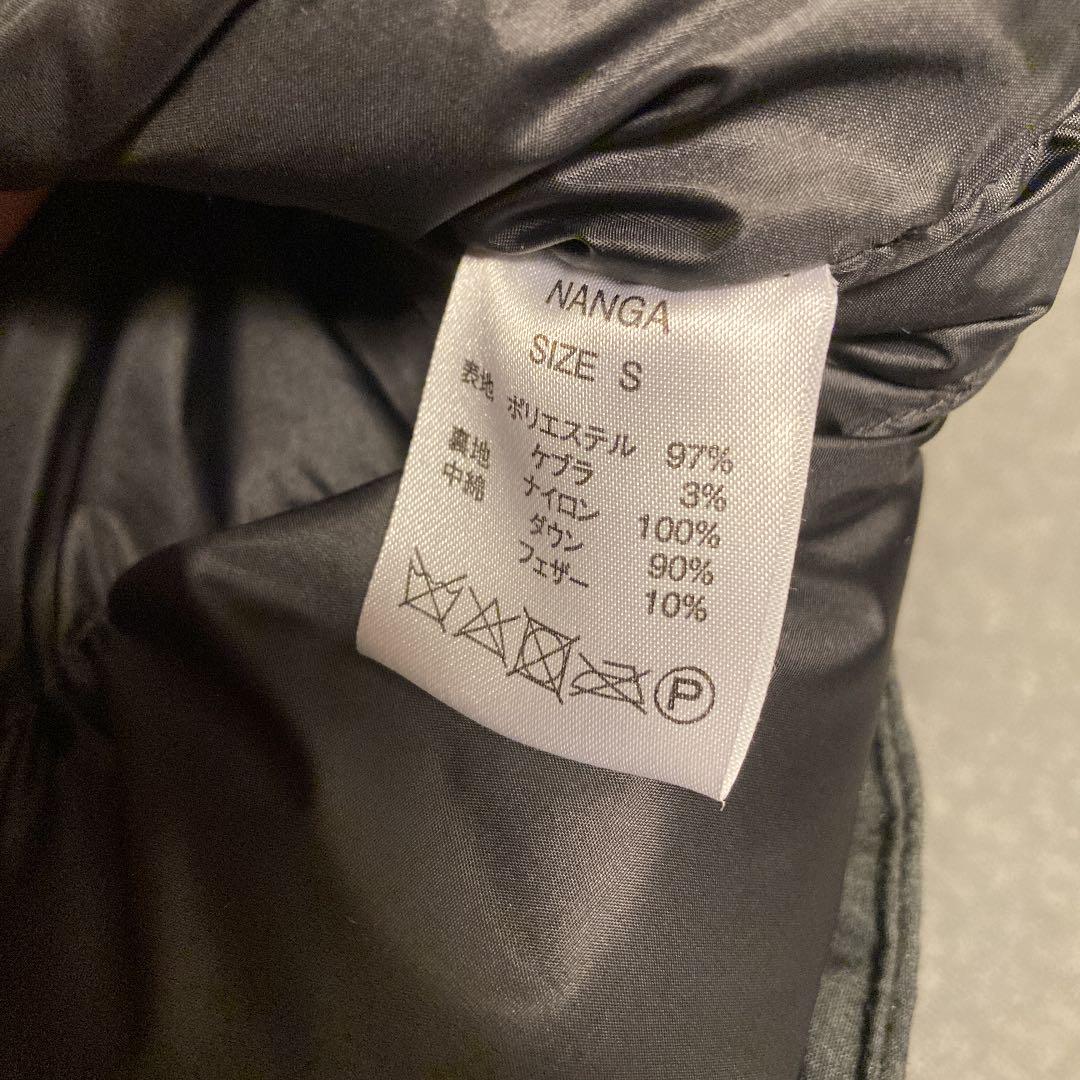 NANGA
SIZE S
表地 ポリエステル 97%
ケブラ 3%
裏地 ナイロン 100%
中綿 ダウン 90%
フェザー 10%
P